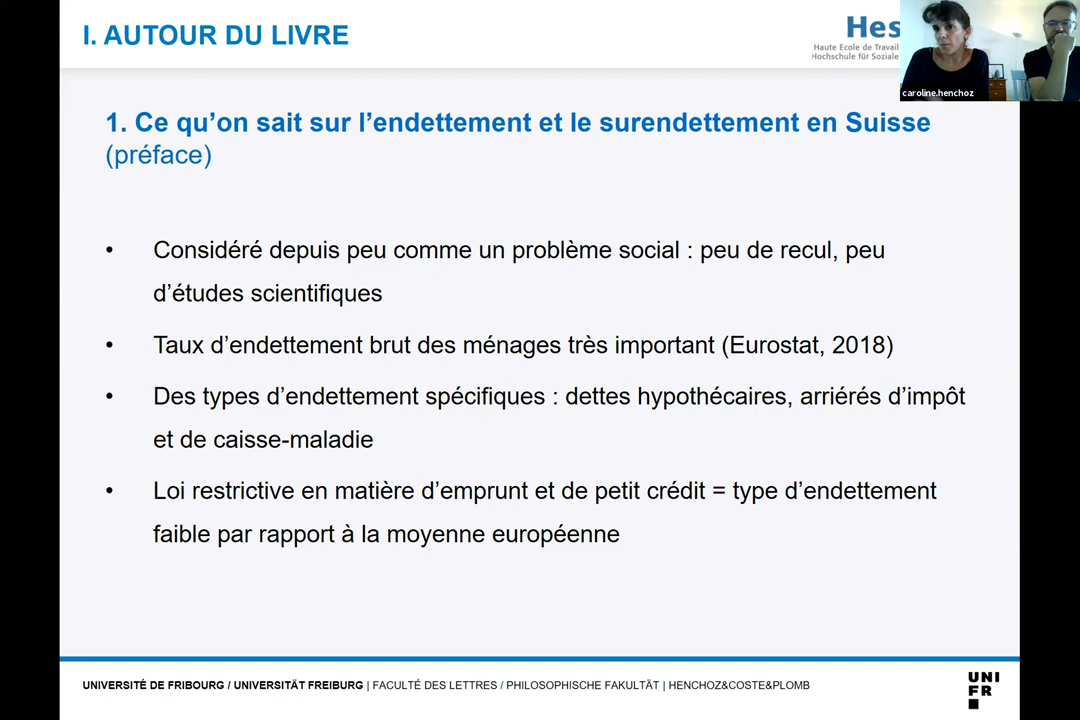 I. AUTOUR DU LIVRE
Hes
Haute Ecole de Travail
Hochschule für Soziale
caroline.henchoz
1. Ce qu’on sait sur l’endettement et le surendettement en Suisse
(préface)
• Considéré depuis peu comme un problème social : peu de recul, peu
d’études scientifiques
• Taux d’endettement brut des ménages très important (Eurostat, 2018)
• Des types d’endettement spécifiques : dettes hypothécaires, arriérés d’impôt
et de caisse-maladie
• Loi restrictive en matière d’emprunt et de petit crédit = type d’endettement
faible par rapport à la moyenne européenne
UNIVERSITÉ DE FRIBOURG / UNIVERSITÄT FREIBURG | FACULTÉ DES LETTRES / PHILOSOPHISCHE FAKULTÄT | HENCHOZ&COSTE&PLOMB
UNI
FR